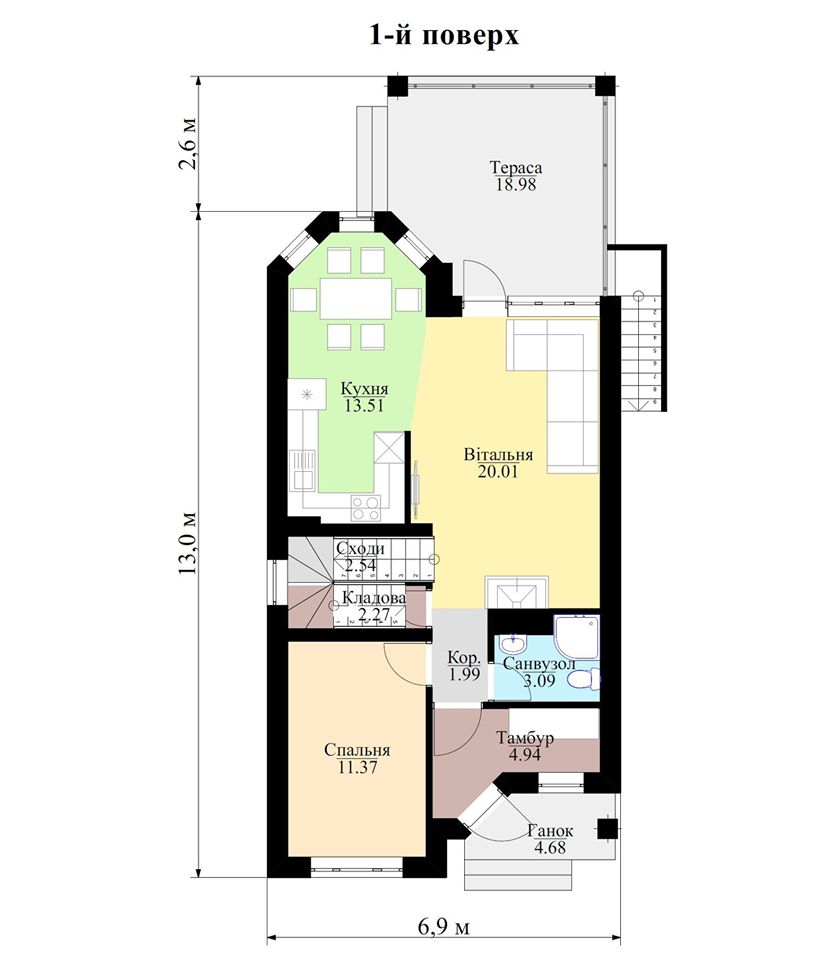 1-й поверх
2,6 м
Тераса
18.98
Кухня
13.51
Вітальня
20.01
13,0 м
Сходи
2.54
Кладова
2.27
Кор.
1.99
Санвузол
3.09
Спальня
11.37
Тамбур
4.94
Ганок
4.68
6,9 м